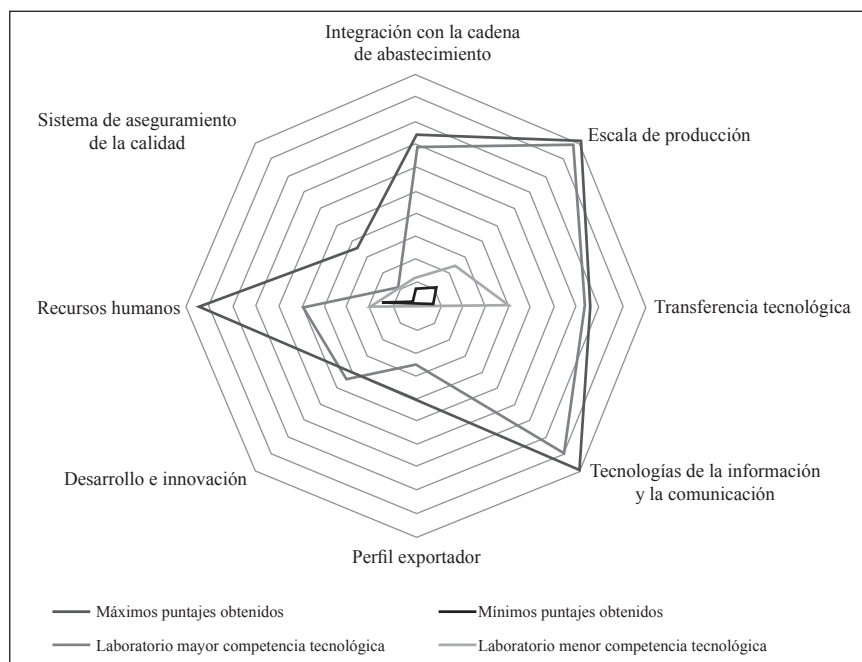 Integración con la cadena
de abastecimiento
Sistema de aseguramiento
de la calidad
Escala de producción
Recursos humanos
Transferencia tecnológica
Desarrollo e innovación
Tecnologías de la información
y la comunicación
Perfil exportador
Máximos puntajes obtenidos
Mínimos puntajes obtenidos
Laboratorio mayor competencia tecnológica
Laboratorio menor competencia tecnológica